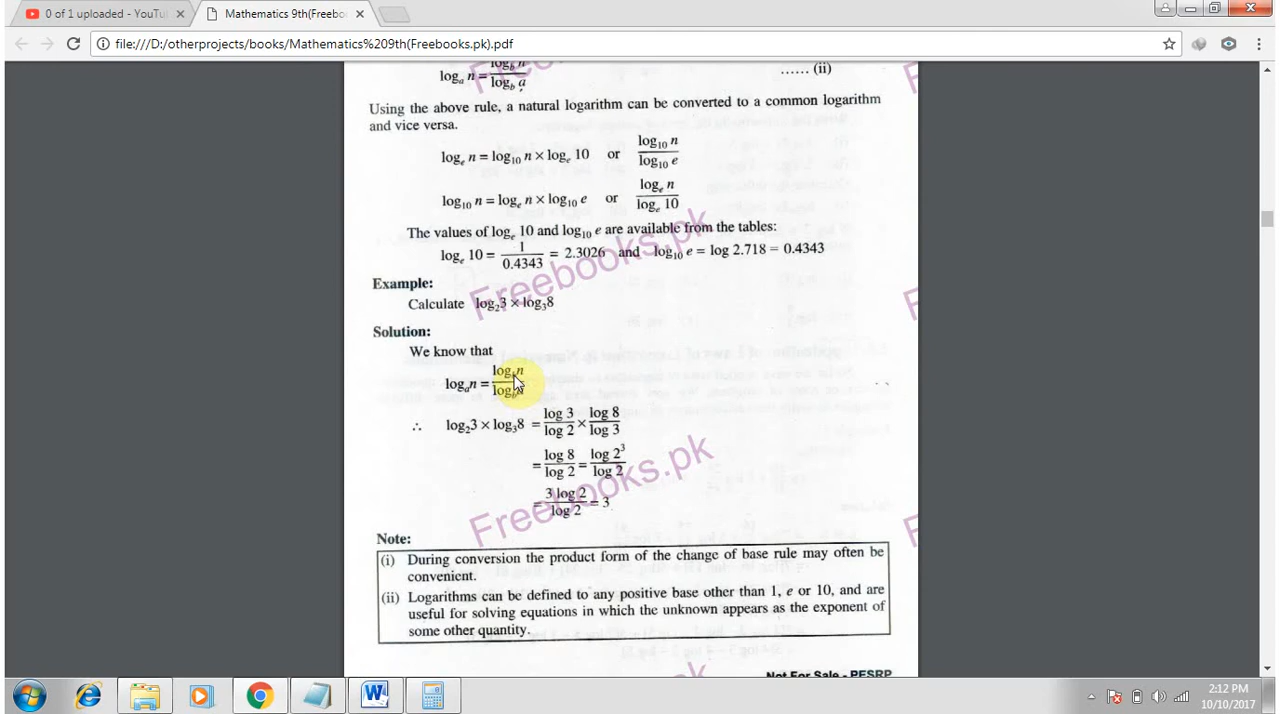 0 of 1 uploaded - YouTu
Mathematics 9th(Freebo
file:///D:/otherprojects/books/Mathematics%209th(Freebooks.pk).pdf
logₐ n = log_b n / log_b a ...... (ii)
Using the above rule, a natural logarithm can be converted to a common logarithm
and vice versa.
logₑ n = log₁₀ n × logₑ 10 or log₁₀ n / log₁₀ e
log₁₀ n = logₑ n × log₁₀ e or logₑ n / logₑ 10
The values of logₑ 10 and log₁₀ e are available from the tables:
logₑ 10 = 1 / 0.4343 = 2.3026 and log₁₀ e = log 2.718 = 0.4343
Example:
Calculate log₂3 × log₃8
Solution:
We know that
logₐn = log_b n / log_b a
∴ log₂3 × log₃8 = log 3 / log 2 × log 8 / log 3
= log 8 / log 2 = log 2³ / log 2
= 3 log 2 / log 2 = 3
Note:
(i) During conversion the product form of the change of base rule may often be
convenient.
(ii) Logarithms can be defined to any positive base other than 1, e or 10, and are
useful for solving equations in which the unknown appears as the exponent of
some other quantity.
Not For Sale - PESRP
Freebooks.pk
Freebooks.pk
2:12 PM
10/10/2017